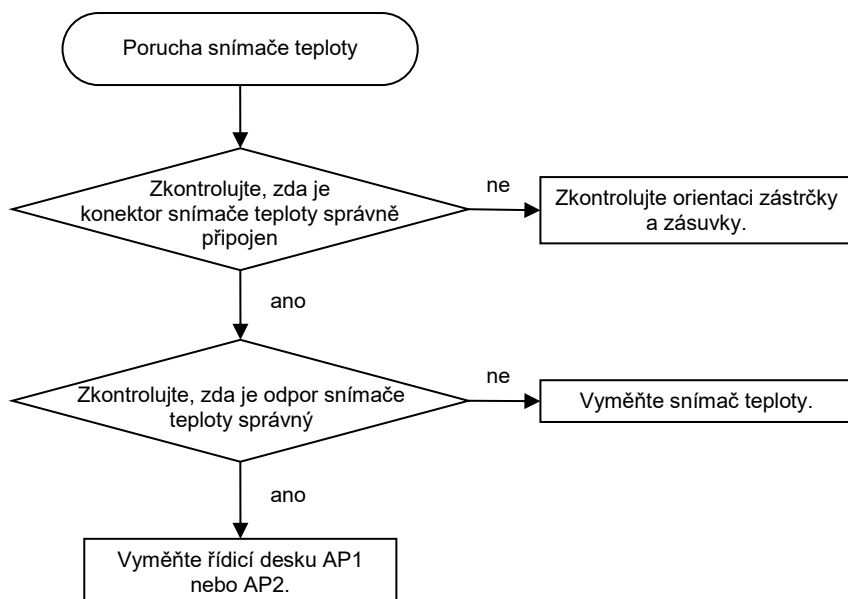 Porucha snímače teploty
Zkontrolujte, zda je
konektor snímače teploty správně
připojen
ne
Zkontrolujte orientaci zástrčky
a zásuvky.
ano
Zkontrolujte, zda je odpor snímače
teploty správný
ne
Vyměňte snímač teploty.
ano
Vyměňte řídicí desku AP1
nebo AP2.